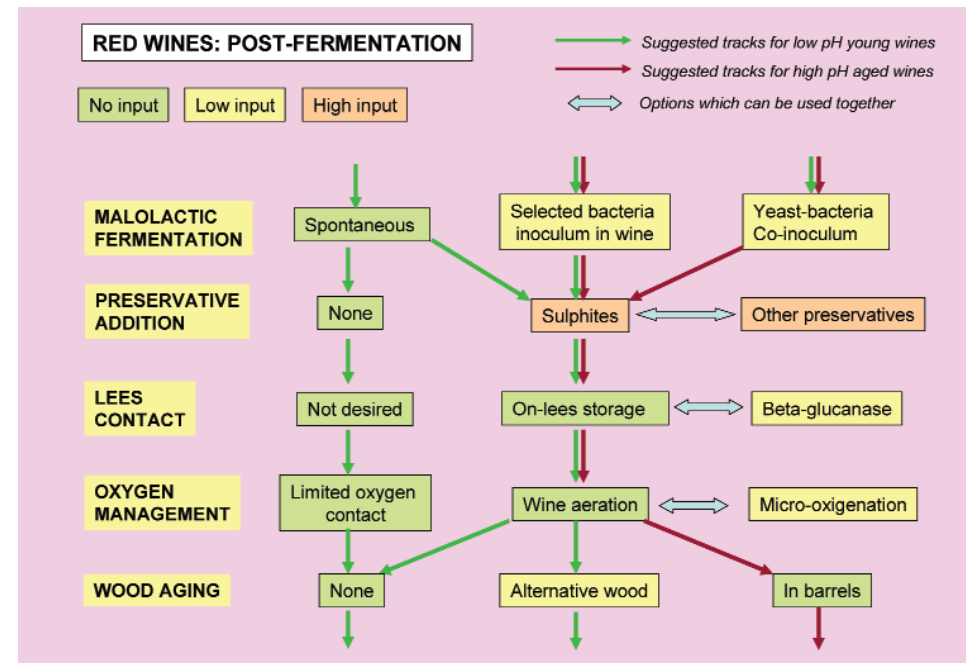 RED WINES: POST-FERMENTATION
Suggested tracks for low pH young wines
Suggested tracks for high pH aged wines
Options which can be used together
No input
Low input
High input
MALOLACTIC
FERMENTATION
Spontaneous
Selected bacteria
inoculum in wine
Yeast-bacteria
Co-inoculum
PRESERVATIVE
ADDITION
None
Sulphites
Other preservatives
LEES
CONTACT
Not desired
On-lees storage
Beta-glucanase
OXYGEN
MANAGEMENT
Limited oxygen
contact
Wine aeration
Micro-oxigenation
WOOD AGING
None
Alternative wood
In barrels